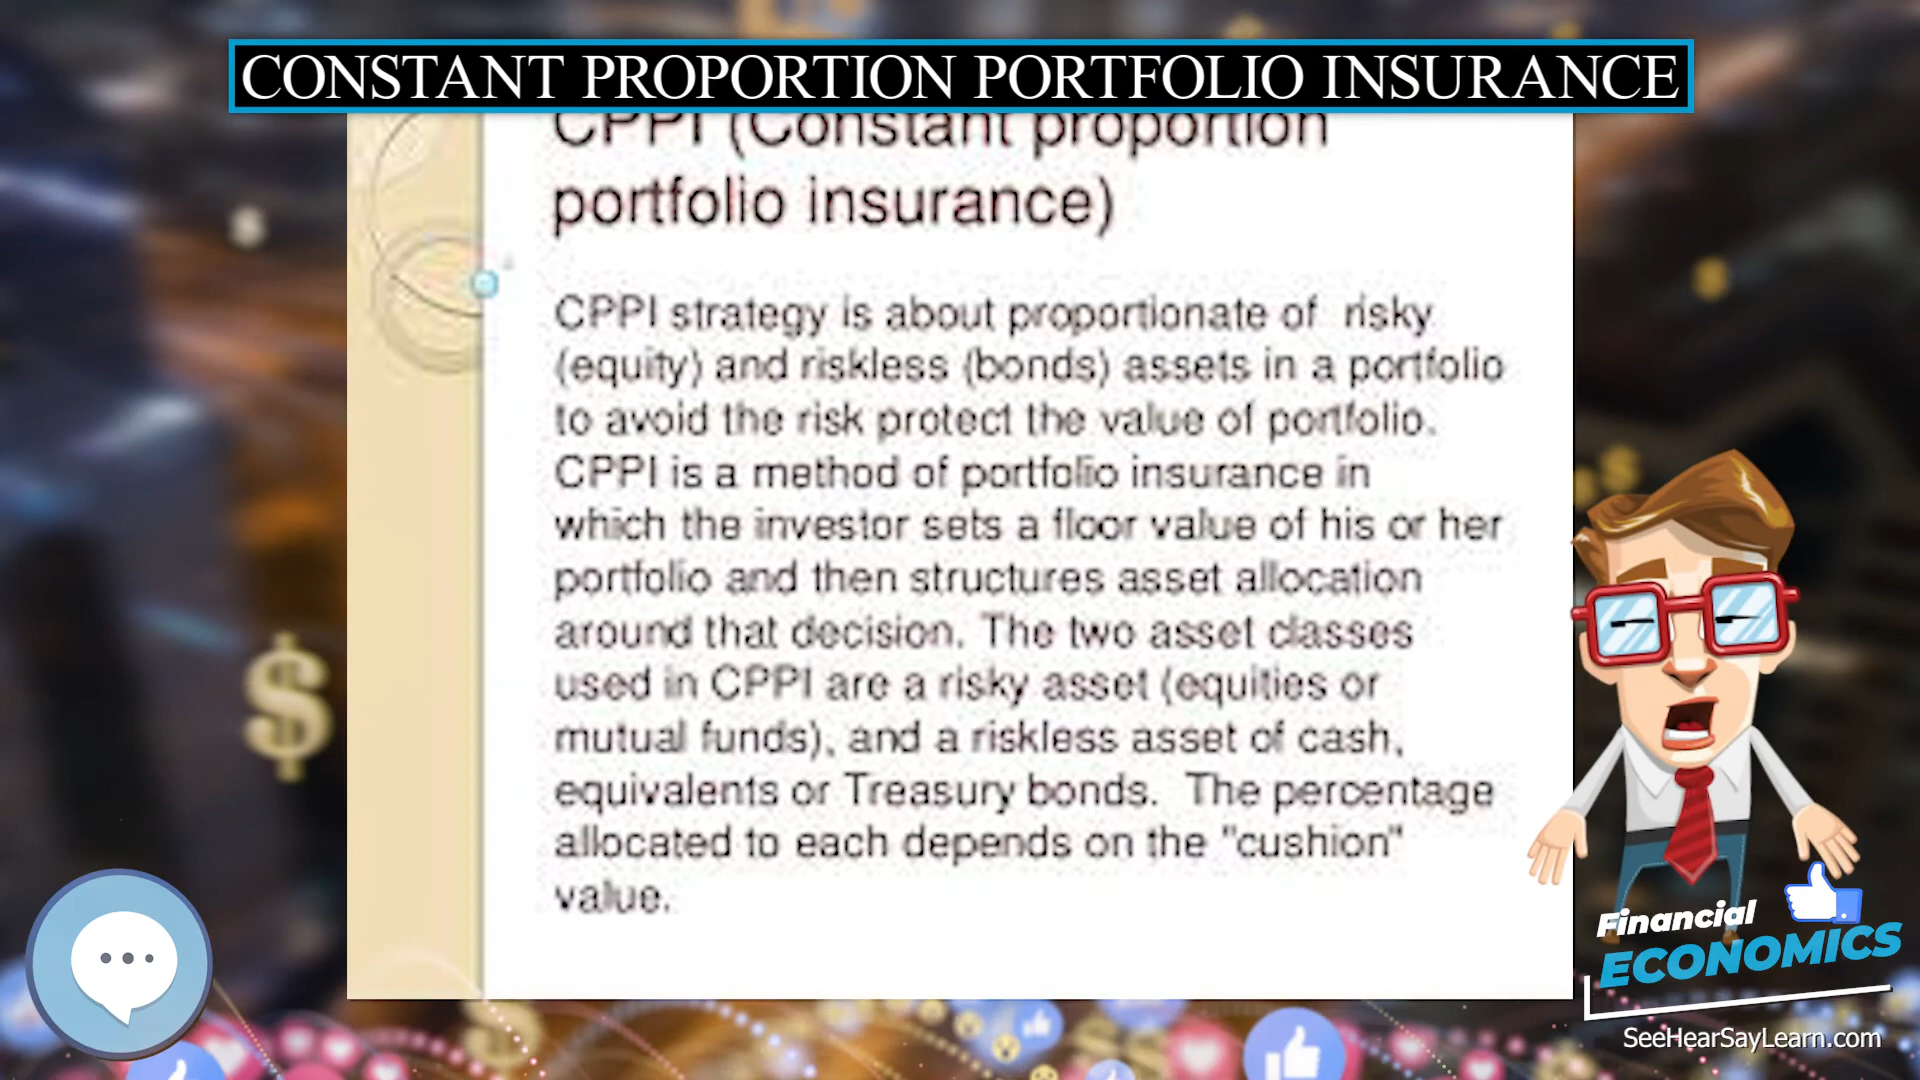 CONSTANT PROPORTION PORTFOLIO INSURANCE
CPPI (Constant proportion
portfolio insurance)
CPPI strategy is about proportionate of risky
(equity) and riskless (bonds) assets in a portfolio
to avoid the risk protect the value of portfolio.
CPPI is a method of portfolio insurance in
which the investor sets a floor value of his or her
portfolio and then structures asset allocation
around that decision. The two asset classes
used in CPPI are a risky asset (equities or
mutual funds), and a riskless asset of cash,
equivalents or Treasury bonds. The percentage
allocated to each depends on the "cushion"
value.
Financial
ECONOMICS
SeeHearSayLearn.com